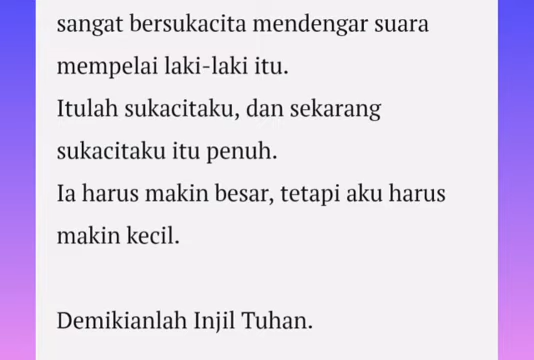 sangat bersukacita mendengar suara
mempelai laki-laki itu.
Itulah sukacitaku, dan sekarang
sukacitaku itu penuh.
Ia harus makin besar, tetapi aku harus
makin kecil.
Demikianlah Injil Tuhan.